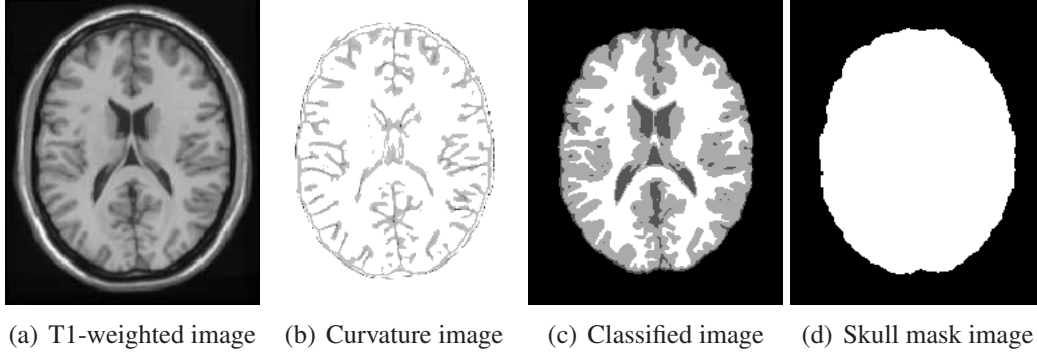 (a) T1-weighted image
(b) Curvature image
(c) Classified image
(d) Skull mask image